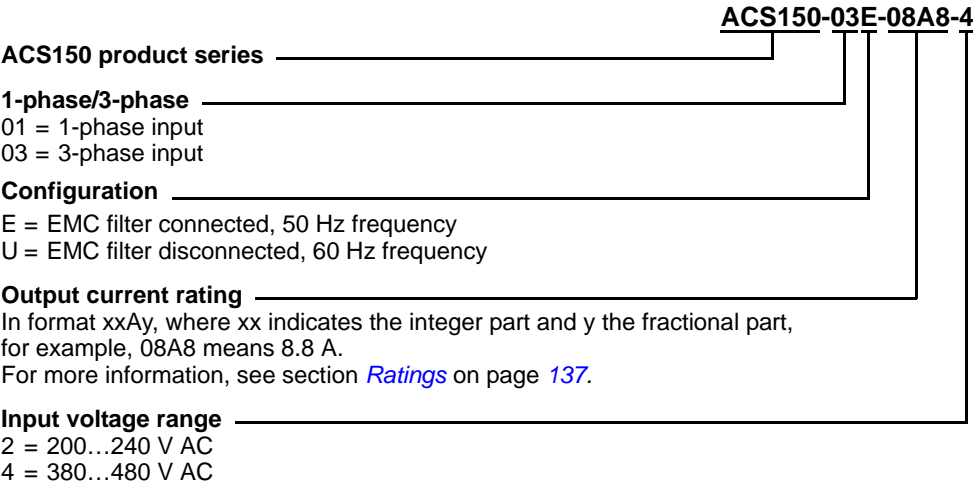 ACS150-03E-08A8-4
ACS150 product series
1-phase/3-phase
01 = 1-phase input
03 = 3-phase input
Configuration
E = EMC filter connected, 50 Hz frequency
U = EMC filter disconnected, 60 Hz frequency
Output current rating
In format xxAy, where xx indicates the integer part and y the fractional part,
for example, 08A8 means 8.8 A.
For more information, see section Ratings on page 137.
Input voltage range
2 = 200…240 V AC
4 = 380…480 V AC